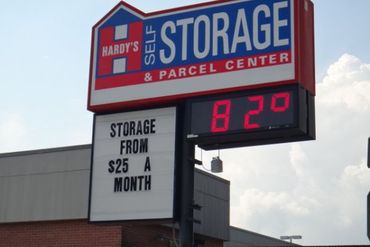 HARDY'S
SELF
STORAGE
& PARCEL CENTER
82°
STORAGE
FROM
$25 A
MONTH